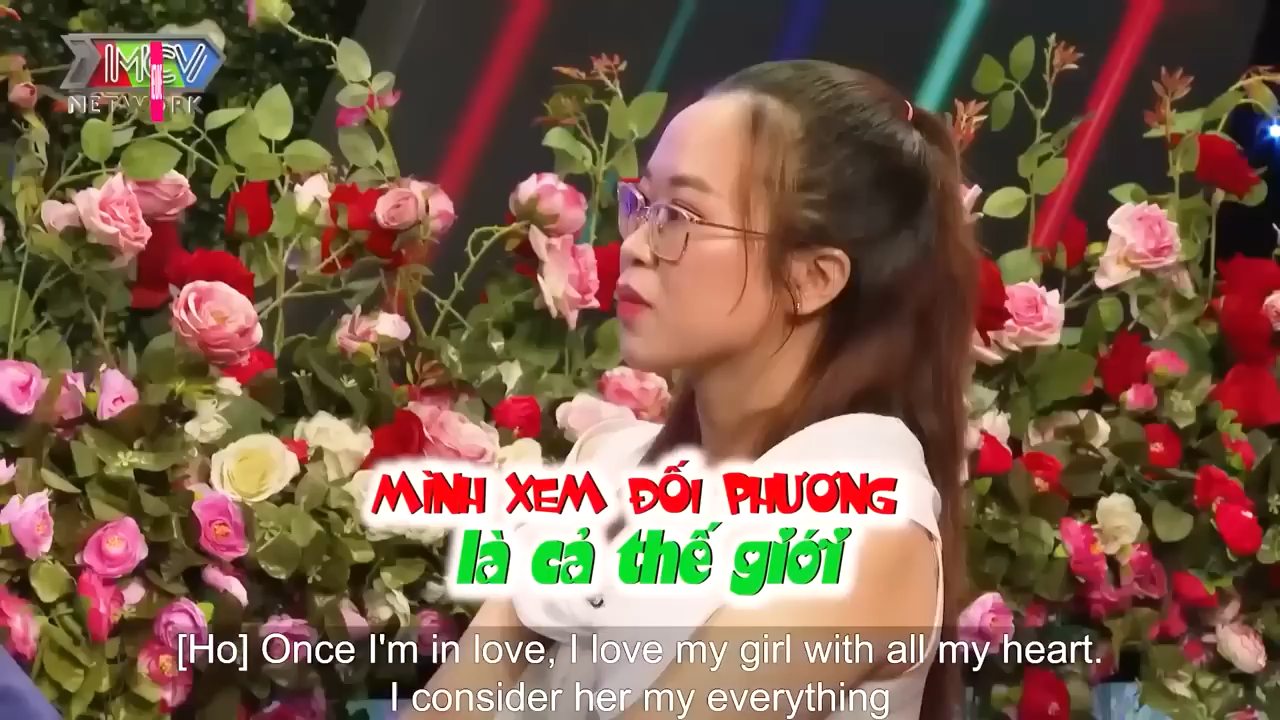 MCV
NETWORK
MÌNH XEM ĐỐI PHƯƠNG
là cả thế giới
[Ho] Once I'm in love, I love my girl with all my heart.
I consider her my everything